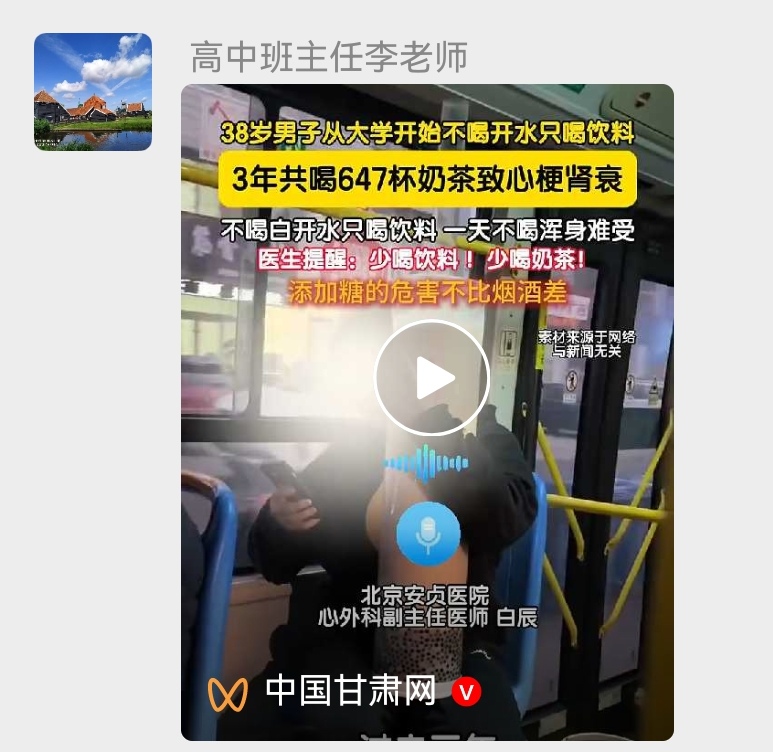 高中班主任李老师
38岁男子从大学开始不喝开水只喝饮料
3年共喝647杯奶茶致心梗肾衰
不喝白开水只喝饮料 一天不喝浑身难受
医生提醒：少喝饮料！少喝奶茶！
添加糖的危害不比烟酒差
素材来源于网络
与新闻无关
北京安贞医院
心外科副主任医师 白辰
中国甘肃网
V